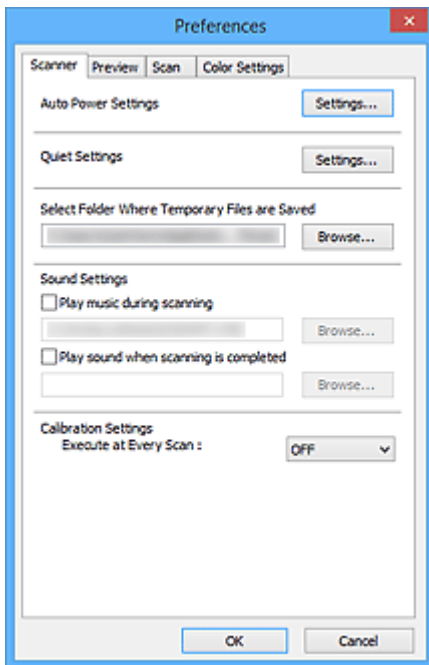 Preferences
Scanner Preview Scan Color Settings
Auto Power Settings Settings...
Quiet Settings Settings...
Select Folder Where Temporary Files are Saved
Browse...
Sound Settings
Play music during scanning
Browse...
Play sound when scanning is completed
Browse...
Calibration Settings
Execute at Every Scan : OFF
OK Cancel